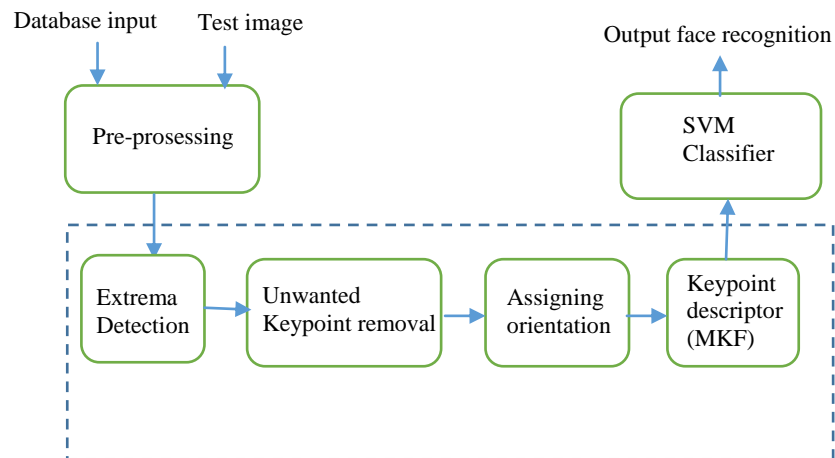 Database input
Test image
Output face recognition
Pre-prosessing
SVM
Classifier
Extrema
Detection
Unwanted
Keypoint removal
Assigning
orientation
Keypoint
descriptor
(MKF)